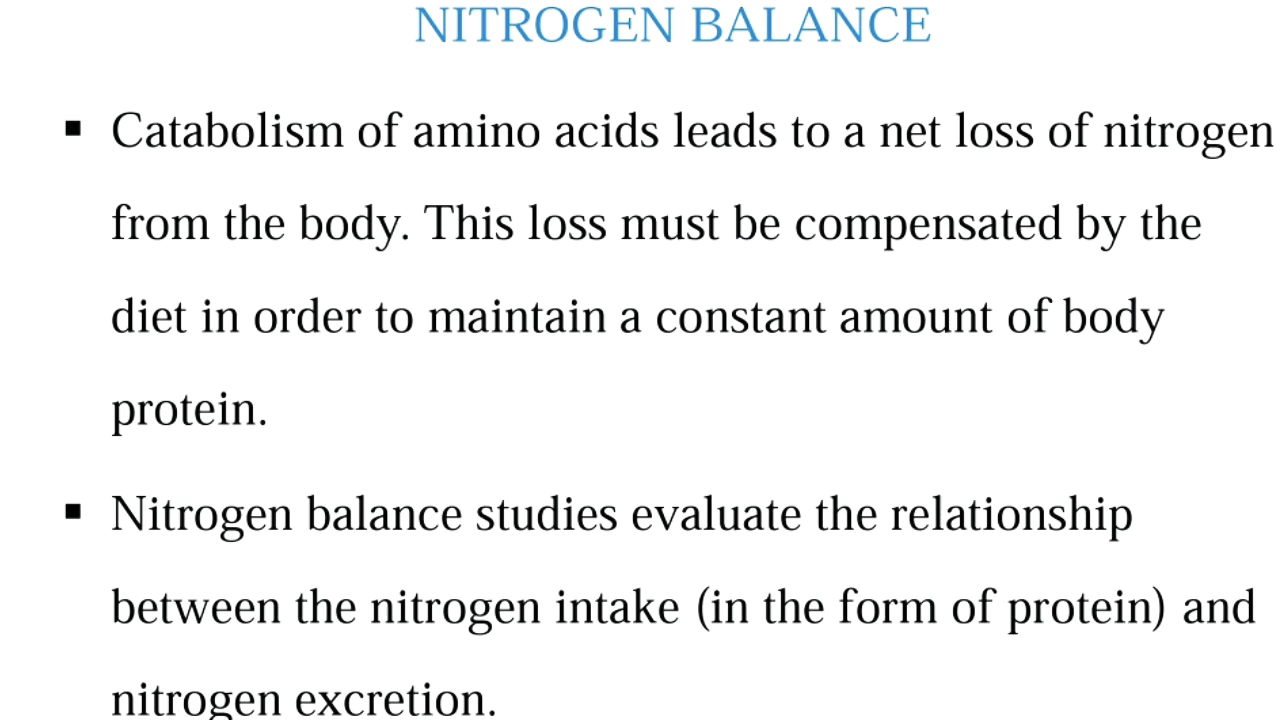 NITROGEN BALANCE
▪ Catabolism of amino acids leads to a net loss of nitrogen
from the body. This loss must be compensated by the
diet in order to maintain a constant amount of body
protein.
▪ Nitrogen balance studies evaluate the relationship
between the nitrogen intake (in the form of protein) and
nitrogen excretion.